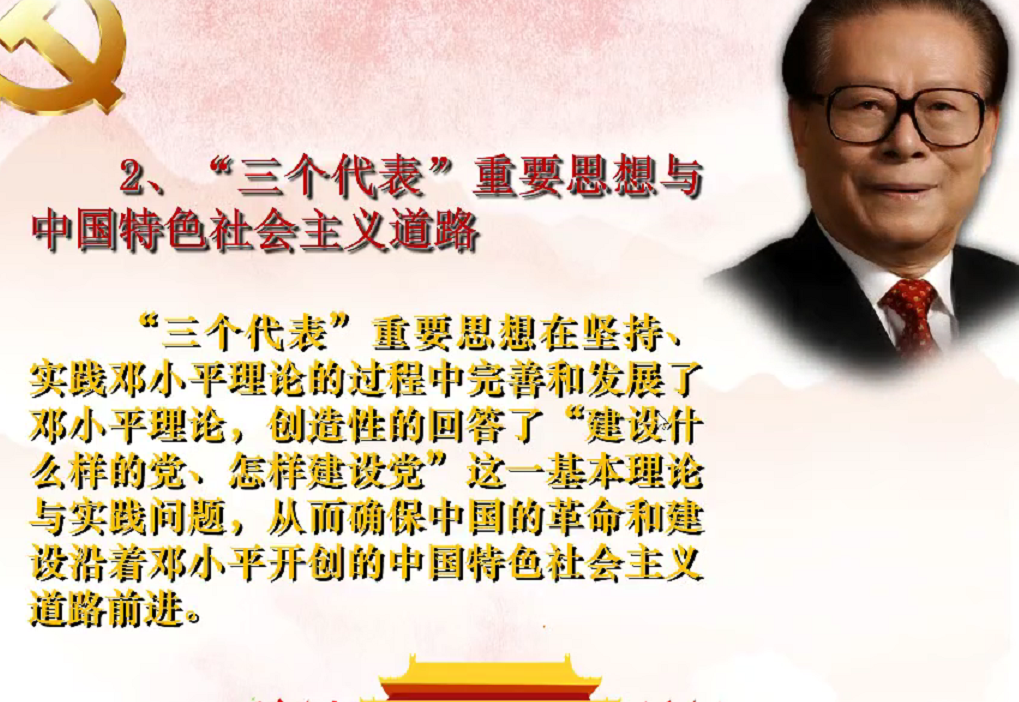 2、“三个代表”重要思想与
中国特色社会主义道路
“三个代表”重要思想在坚持、
实践邓小平理论的过程中完善和发展了
邓小平理论，创造性的回答了“建设什
么样的党、怎样建设党”这一基本理论
与实践问题，从而确保中国的革命和建
设沿着邓小平开创的中国特色社会主义
道路前进。